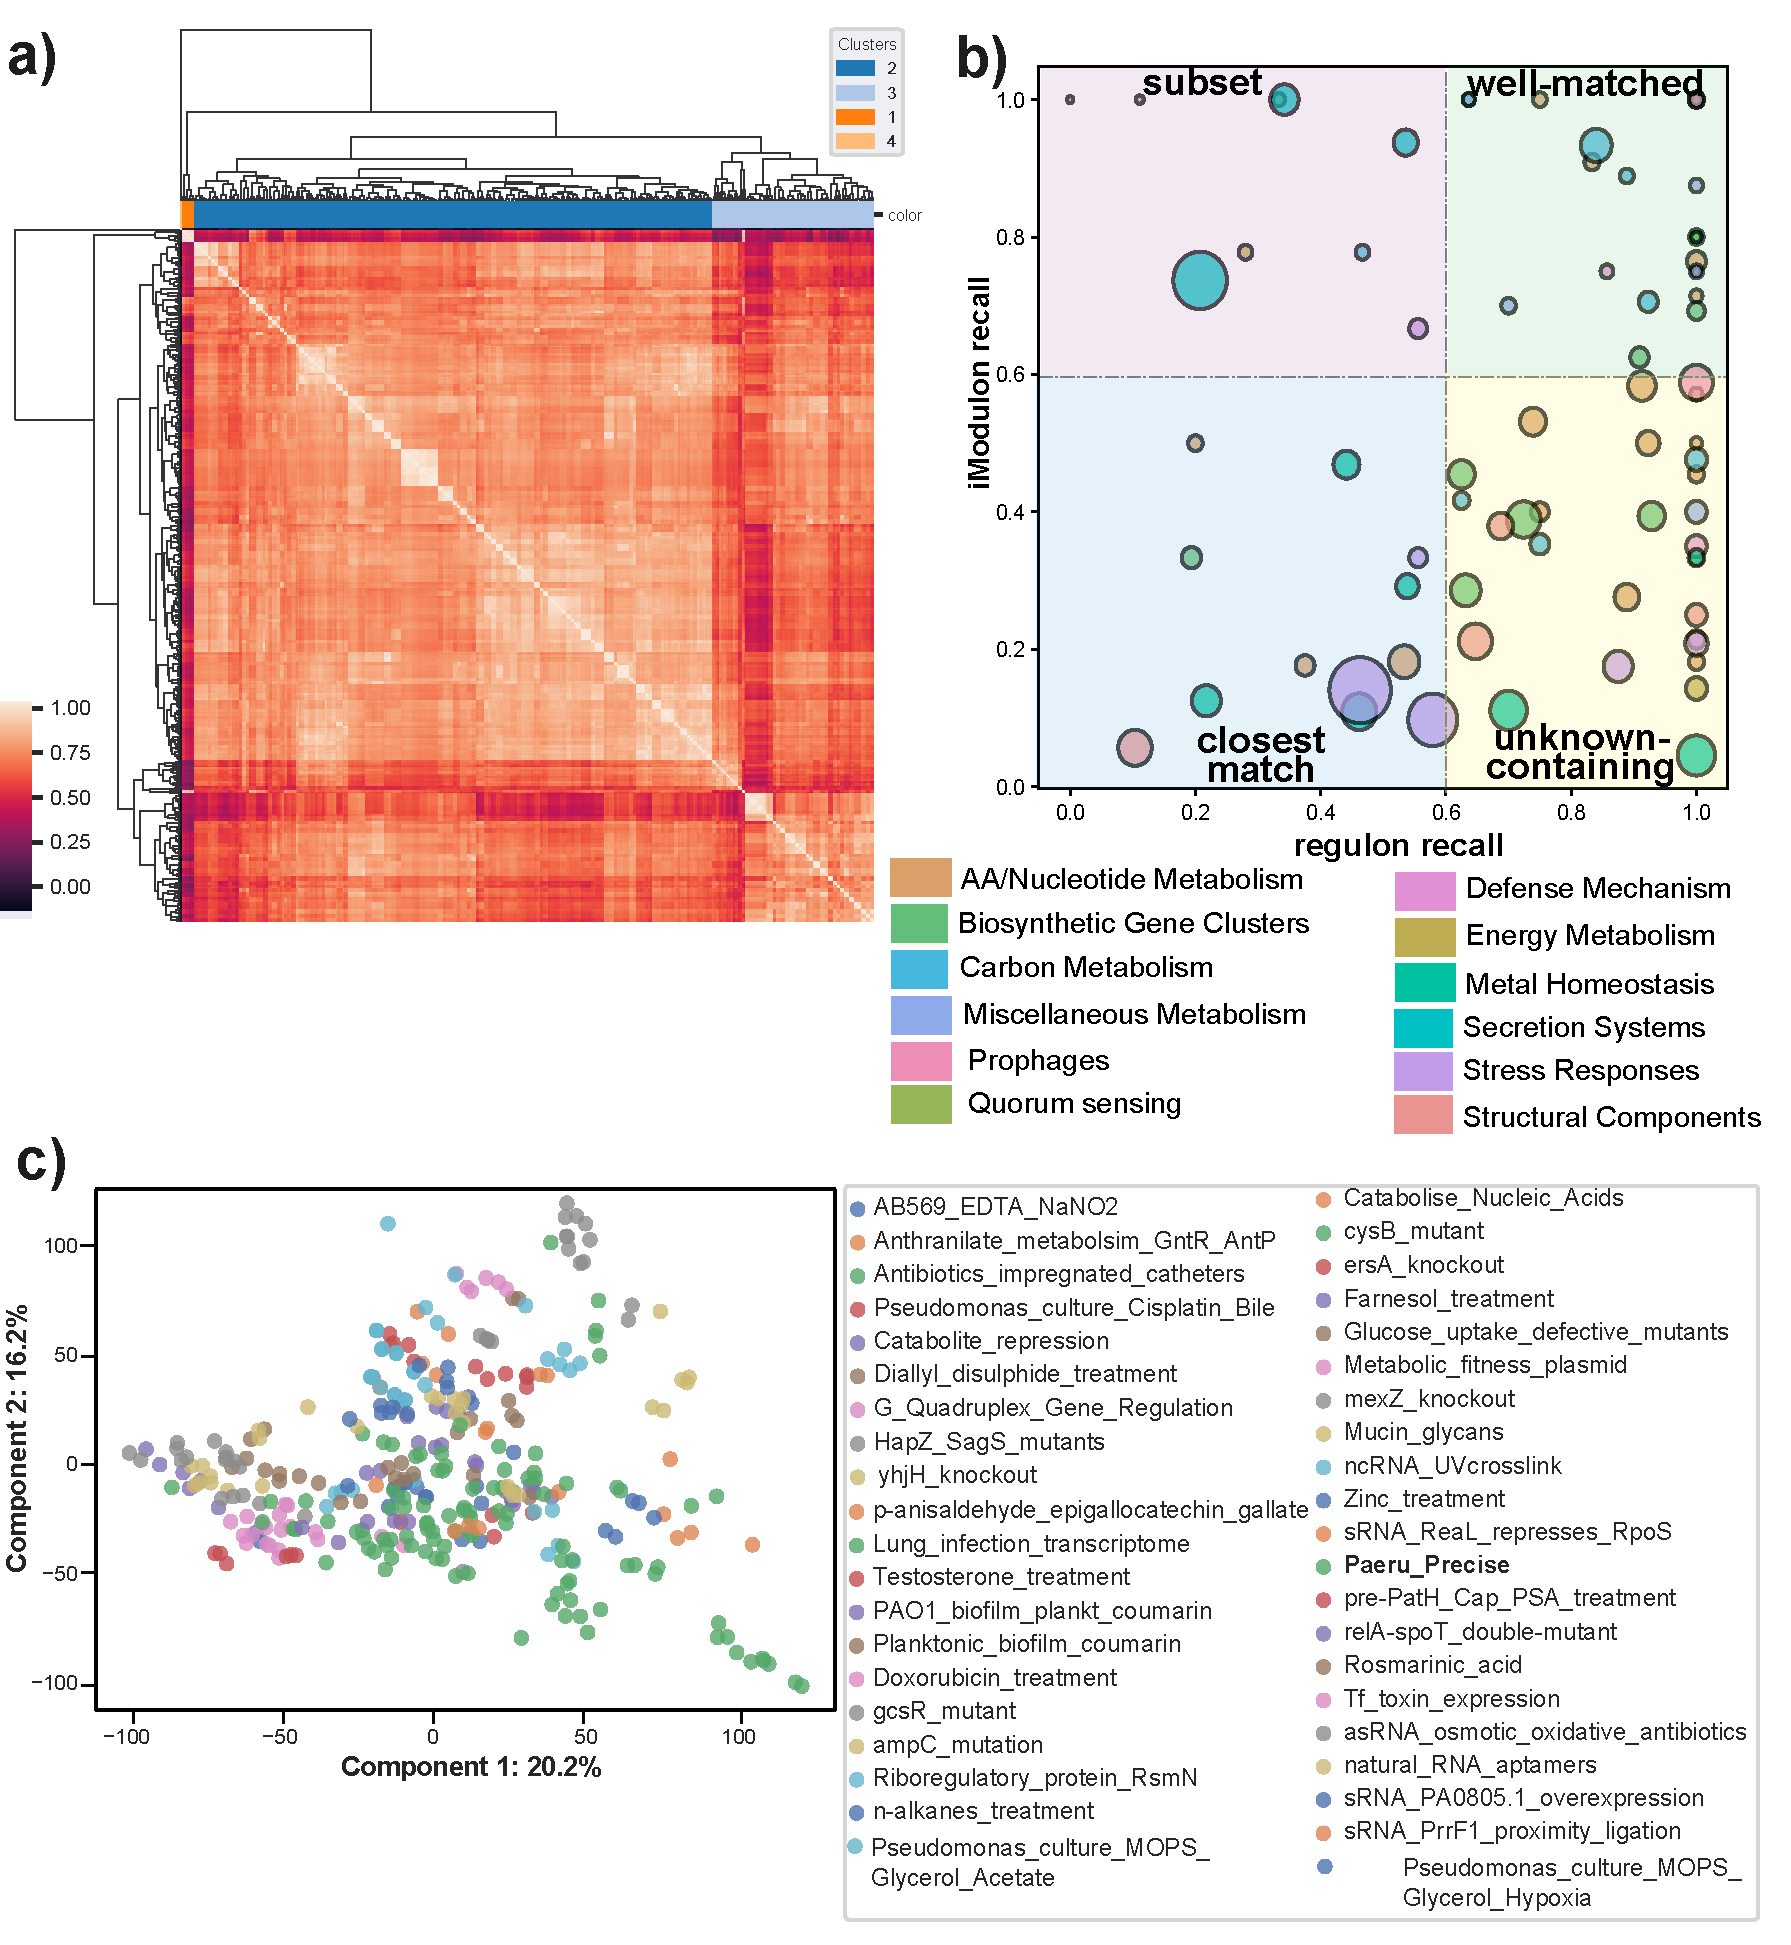 a)
Clusters
2
3
1
4
color
1.00
0.75
0.50
0.25
0.00
b)
subset
well-matched
closest
match
unknown-
containing
1.0
0.8
0.6
0.4
0.2
0.0
iModulon recall
0.0
0.2
0.4
0.6
0.8
1.0
regulon recall
AA/Nucleotide Metabolism
Biosynthetic Gene Clusters
Carbon Metabolism
Miscellaneous Metabolism
Prophages
Quorum sensing
Defense Mechanism
Energy Metabolism
Metal Homeostasis
Secretion Systems
Stress Responses
Structural Components
c)
100
50
0
−50
−100
Component 2: 16.2%
−100
−50
0
50
100
Component 1: 20.2%
AB569_EDTA_NaNO2
Anthranilate_metabolsim_GntR_AntP
Antibiotics_impregnated_catheters
Pseudomonas_culture_Cisplatin_Bile
Catabolite_repression
Diallyl_disulphide_treatment
G_Quadruplex_Gene_Regulation
HapZ_SagS_mutants
yhjH_knockout
p-anisaldehyde_epigallocatechin_gallate
Lung_infection_transcriptome
Testosterone_treatment
PAO1_biofilm_plankt_coumarin
Planktonic_biofilm_coumarin
Doxorubicin_treatment
gcsR_mutant
ampC_mutation
Riboregulatory_protein_RsmN
n-alkanes_treatment
Pseudomonas_culture_MOPS_
Glycerol_Acetate
Catabolise_Nucleic_Acids
cysB_mutant
ersA_knockout
Farnesol_treatment
Glucose_uptake_defective_mutants
Metabolic_fitness_plasmid
mexZ_knockout
Mucin_glycans
ncRNA_UVcrosslink
Zinc_treatment
sRNA_ReaL_represses_RpoS
Paeru_Precise
pre-PatH_Cap_PSA_treatment
relA-spoT_double-mutant
Rosmarinic_acid
Tf_toxin_expression
asRNA_osmotic_oxidative_antibiotics
natural_RNA_aptamers
sRNA_PA0805.1_overexpression
sRNA_PrrF1_proximity_ligation
Pseudomonas_culture_MOPS_
Glycerol_Hypoxia